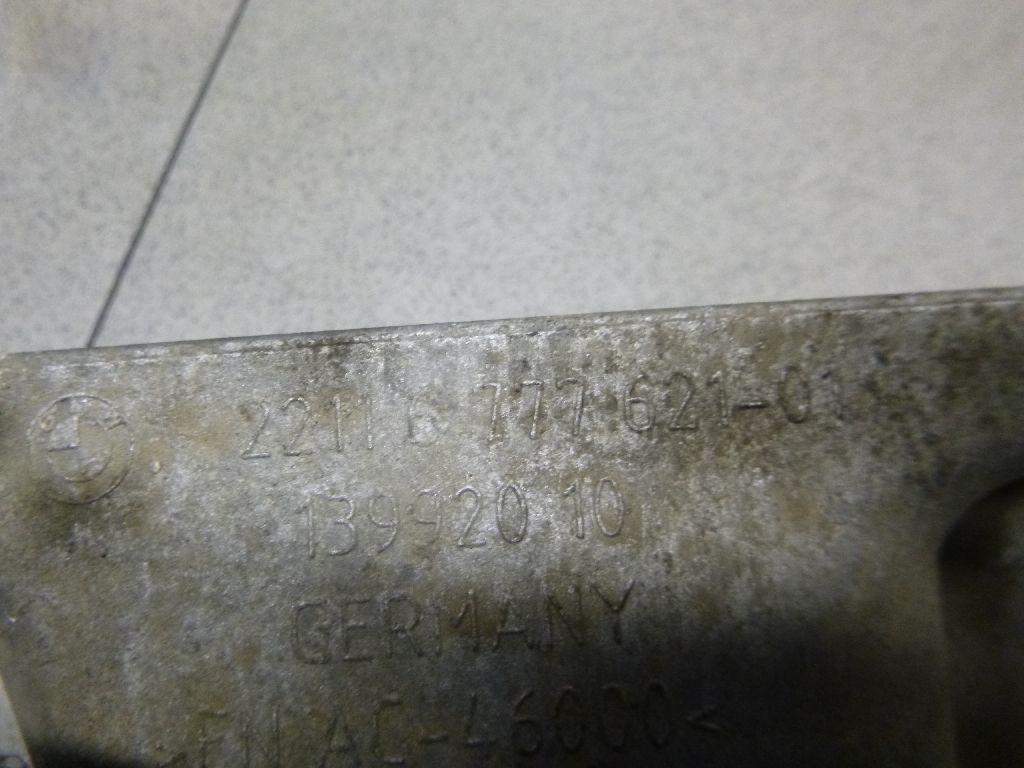 2211 6 777 621-01
139920 10
GERMANY
>EN AC-46000<